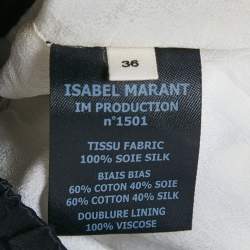 36
ISABEL MARANT
IM PRODUCTION
n°1501
TISSU FABRIC
100% SOIE SILK
BIAIS BIAS
60% COTON 40% SOIE
60% COTTON 40% SILK
DOUBLURE LINING
100% VISCOSE